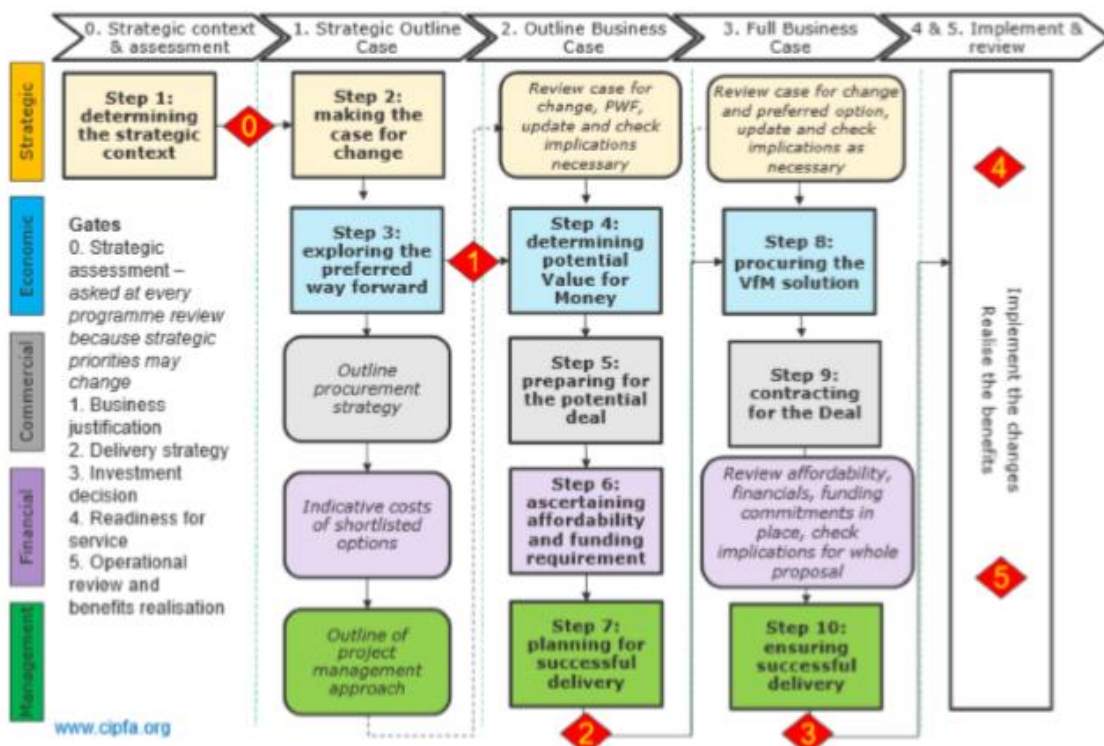 0. Strategic context
& assessment
1. Strategic Outline
Case
2. Outline Business
Case
3. Full Business
Case
4 & 5. Implement &
review
Strategic
Step 1:
determining
the strategic
context
0
Step 2:
making the
case for
change
Review case for
change, PWF,
update and check
implications
necessary
Review case for change
and preferred option,
update and check
implications as
necessary
4
Economic
Step 3:
exploring the
preferred
way forward
1
Step 4:
determining
potential
Value for
Money
Step 8:
procuring the
VfM solution
Gates
0. Strategic
assessment –
asked at every
programme review
because strategic
priorities may
change
1. Business
justification
2. Delivery strategy
3. Investment
decision
4. Readiness for
service
5. Operational
review and
benefits realisation
Commercial
Outline
procurement
strategy
Step 5:
preparing for
the potential
deal
Step 9:
contracting
for the Deal
Implement the changes
Realise the benefits
Financial
Indicative costs
of shortlisted
options
Step 6:
ascertaining
affordability
and funding
requirement
Review affordability,
financials, funding
commitments in
place, check
implications for whole
proposal
5
Management
Outline of
project
management
approach
Step 7:
planning for
successful
delivery
Step 10:
ensuring
successful
delivery
2
3
www.cipfa.org